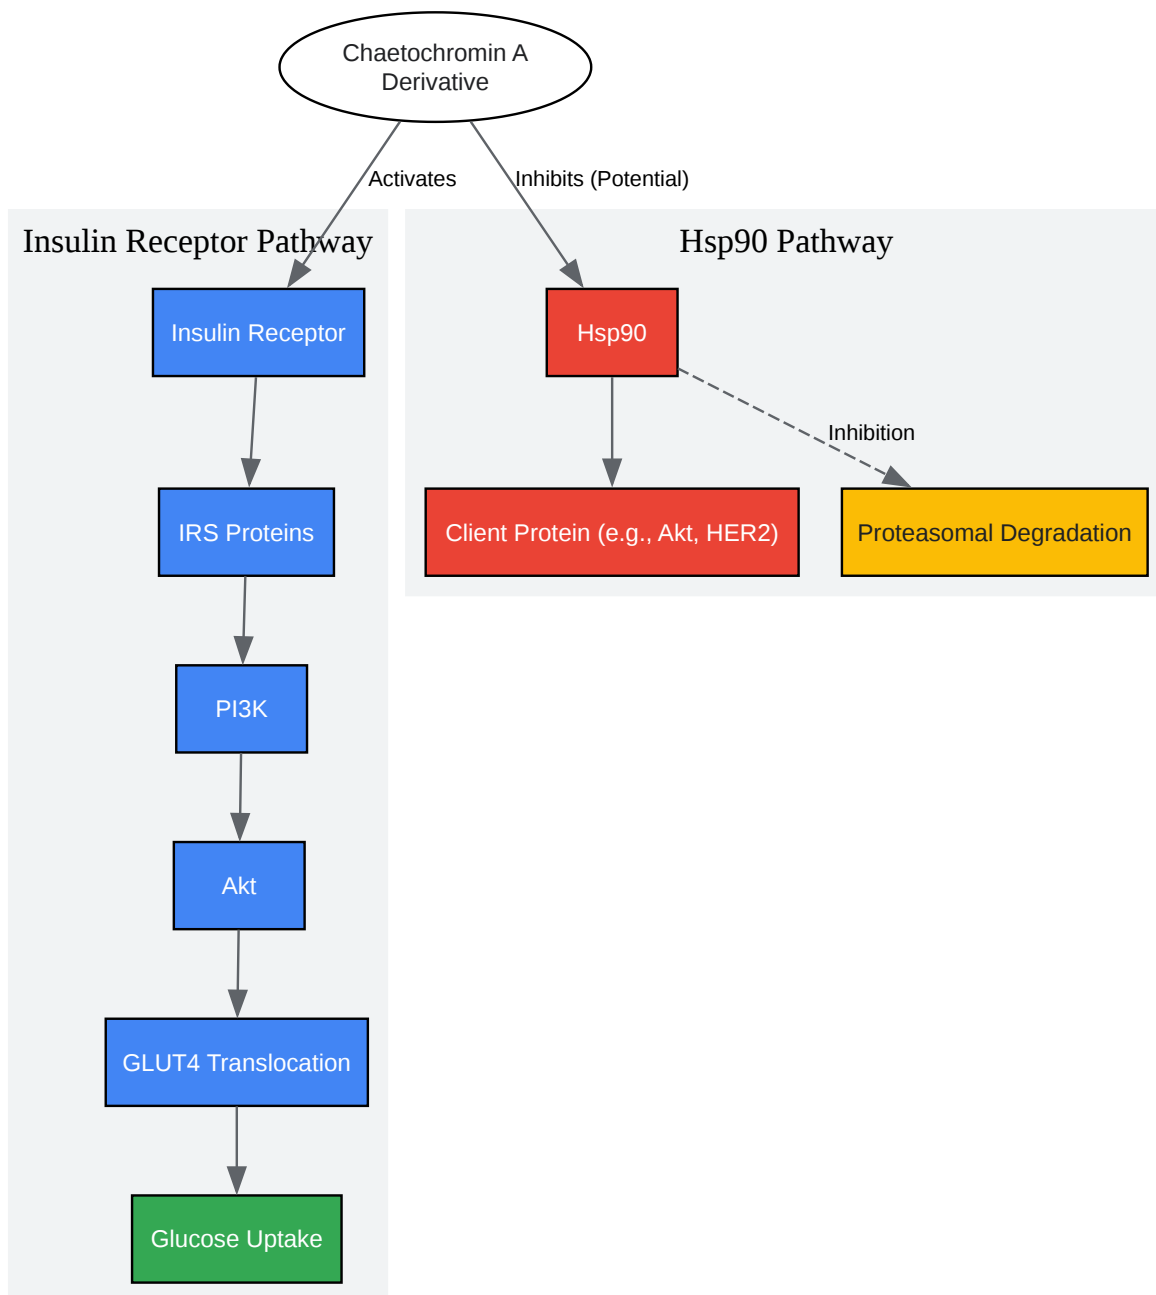 Chaetochromin A
Derivative
Activates
Inhibits (Potential)
Insulin Receptor Pathway
Hsp90 Pathway
Insulin Receptor
Hsp90
Inhibition
IRS Proteins
Client Protein (e.g., Akt, HER2)
Proteasomal Degradation
PI3K
Akt
GLUT4 Translocation
Glucose Uptake